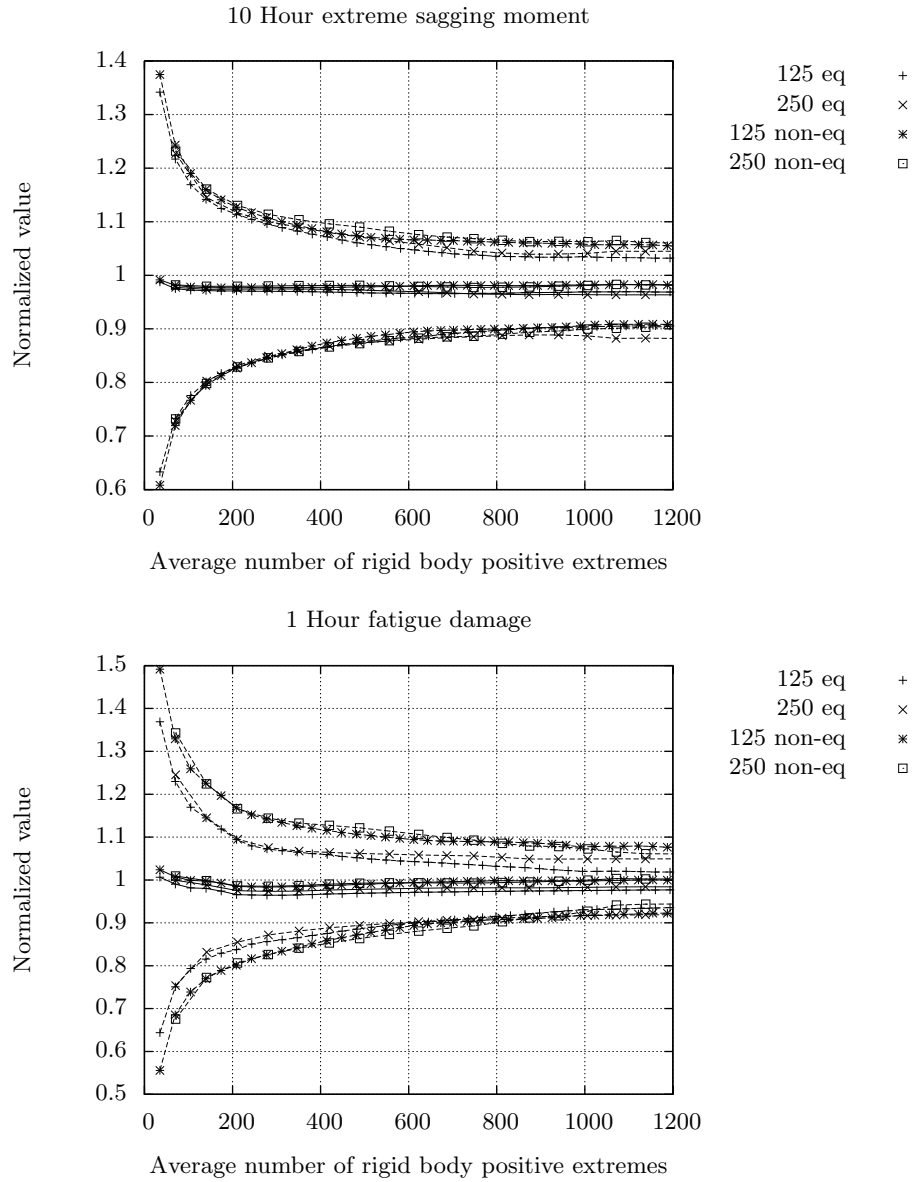 10 Hour extreme sagging moment
1.4
1.3
1.2
1.1
1
0.9
0.8
0.7
0.6
Normalized value
0
200
400
600
800
1000
1200
Average number of rigid body positive extremes
125 eq
250 eq
125 non-eq
250 non-eq
1 Hour fatigue damage
1.5
1.4
1.3
1.2
1.1
1
0.9
0.8
0.7
0.6
0.5
Normalized value
0
200
400
600
800
1000
1200
Average number of rigid body positive extremes
125 eq
250 eq
125 non-eq
250 non-eq